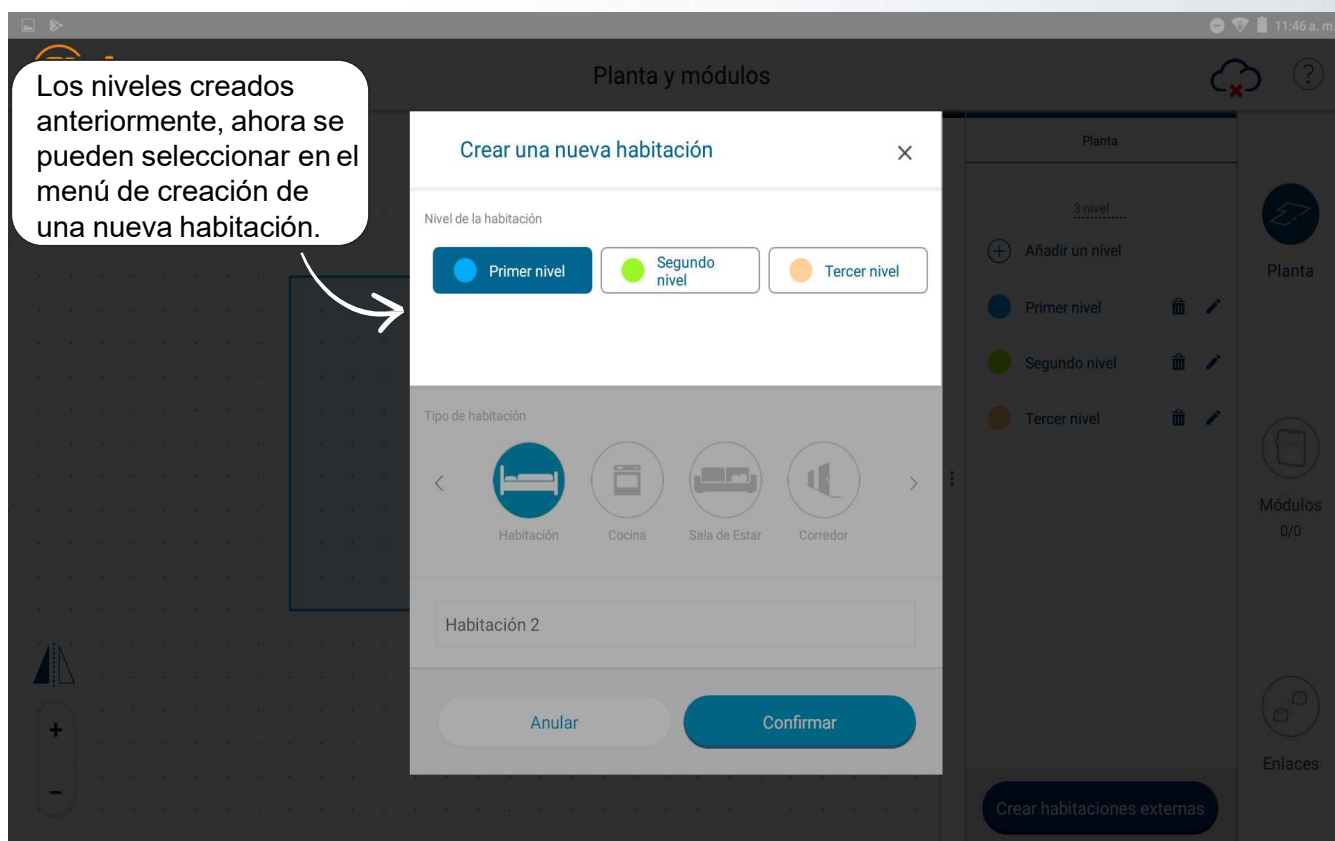 11:46 a. m.
Planta y módulos
?
Los niveles creados
anteriormente, ahora se
pueden seleccionar en el
menú de creación de
una nueva habitación.
Crear una nueva habitación
Nivel de la habitación
Primer nivel
Segundo
nivel
Tercer nivel
Tipo de habitación
Habitación
Cocina
Sala de Estar
Corredor
Habitación 2
Anular
Confirmar
Planta
3 nivel
Añadir un nivel
Primer nivel
Segundo nivel
Tercer nivel
Crear habitaciones externas
Planta
Módulos
0/0
Enlaces